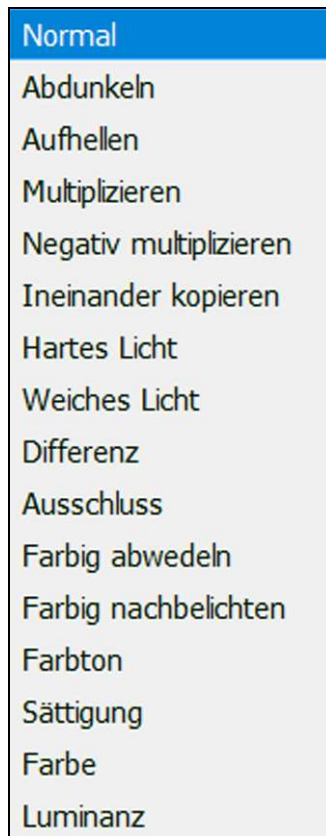 Normal
Abdunkeln
Aufhellen
Multiplizieren
Negativ multiplizieren
Ineinander kopieren
Hartes Licht
Weiches Licht
Differenz
Ausschluss
Farbig abwedeln
Farbig nachbelichten
Farbton
Sättigung
Farbe
Luminanz